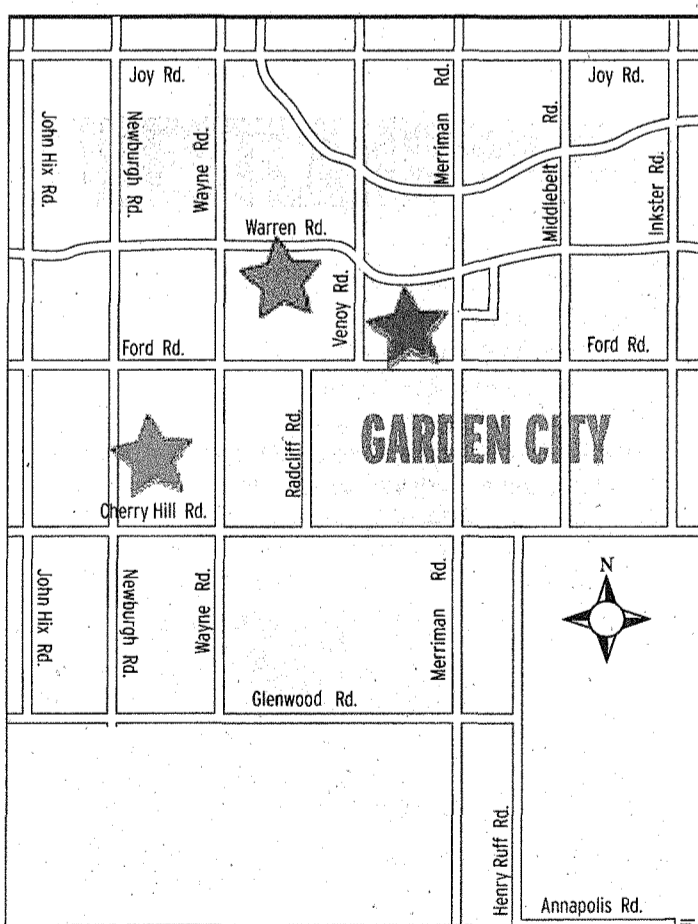 Joy Rd.
Joy Rd.
John Hix Rd.
Newburgh Rd.
Wayne Rd.
Merriman Rd.
Middlebelt Rd.
Inkster Rd.
Warren Rd.
Venoy Rd.
Ford Rd.
Ford Rd.
Radcliff Rd.
GARDEN CITY
Cherry Hill Rd.
John Hix Rd.
Newburgh Rd.
Wayne Rd.
Merriman Rd.
N
Glenwood Rd.
Henry Ruff Rd.
Annapolis Rd.